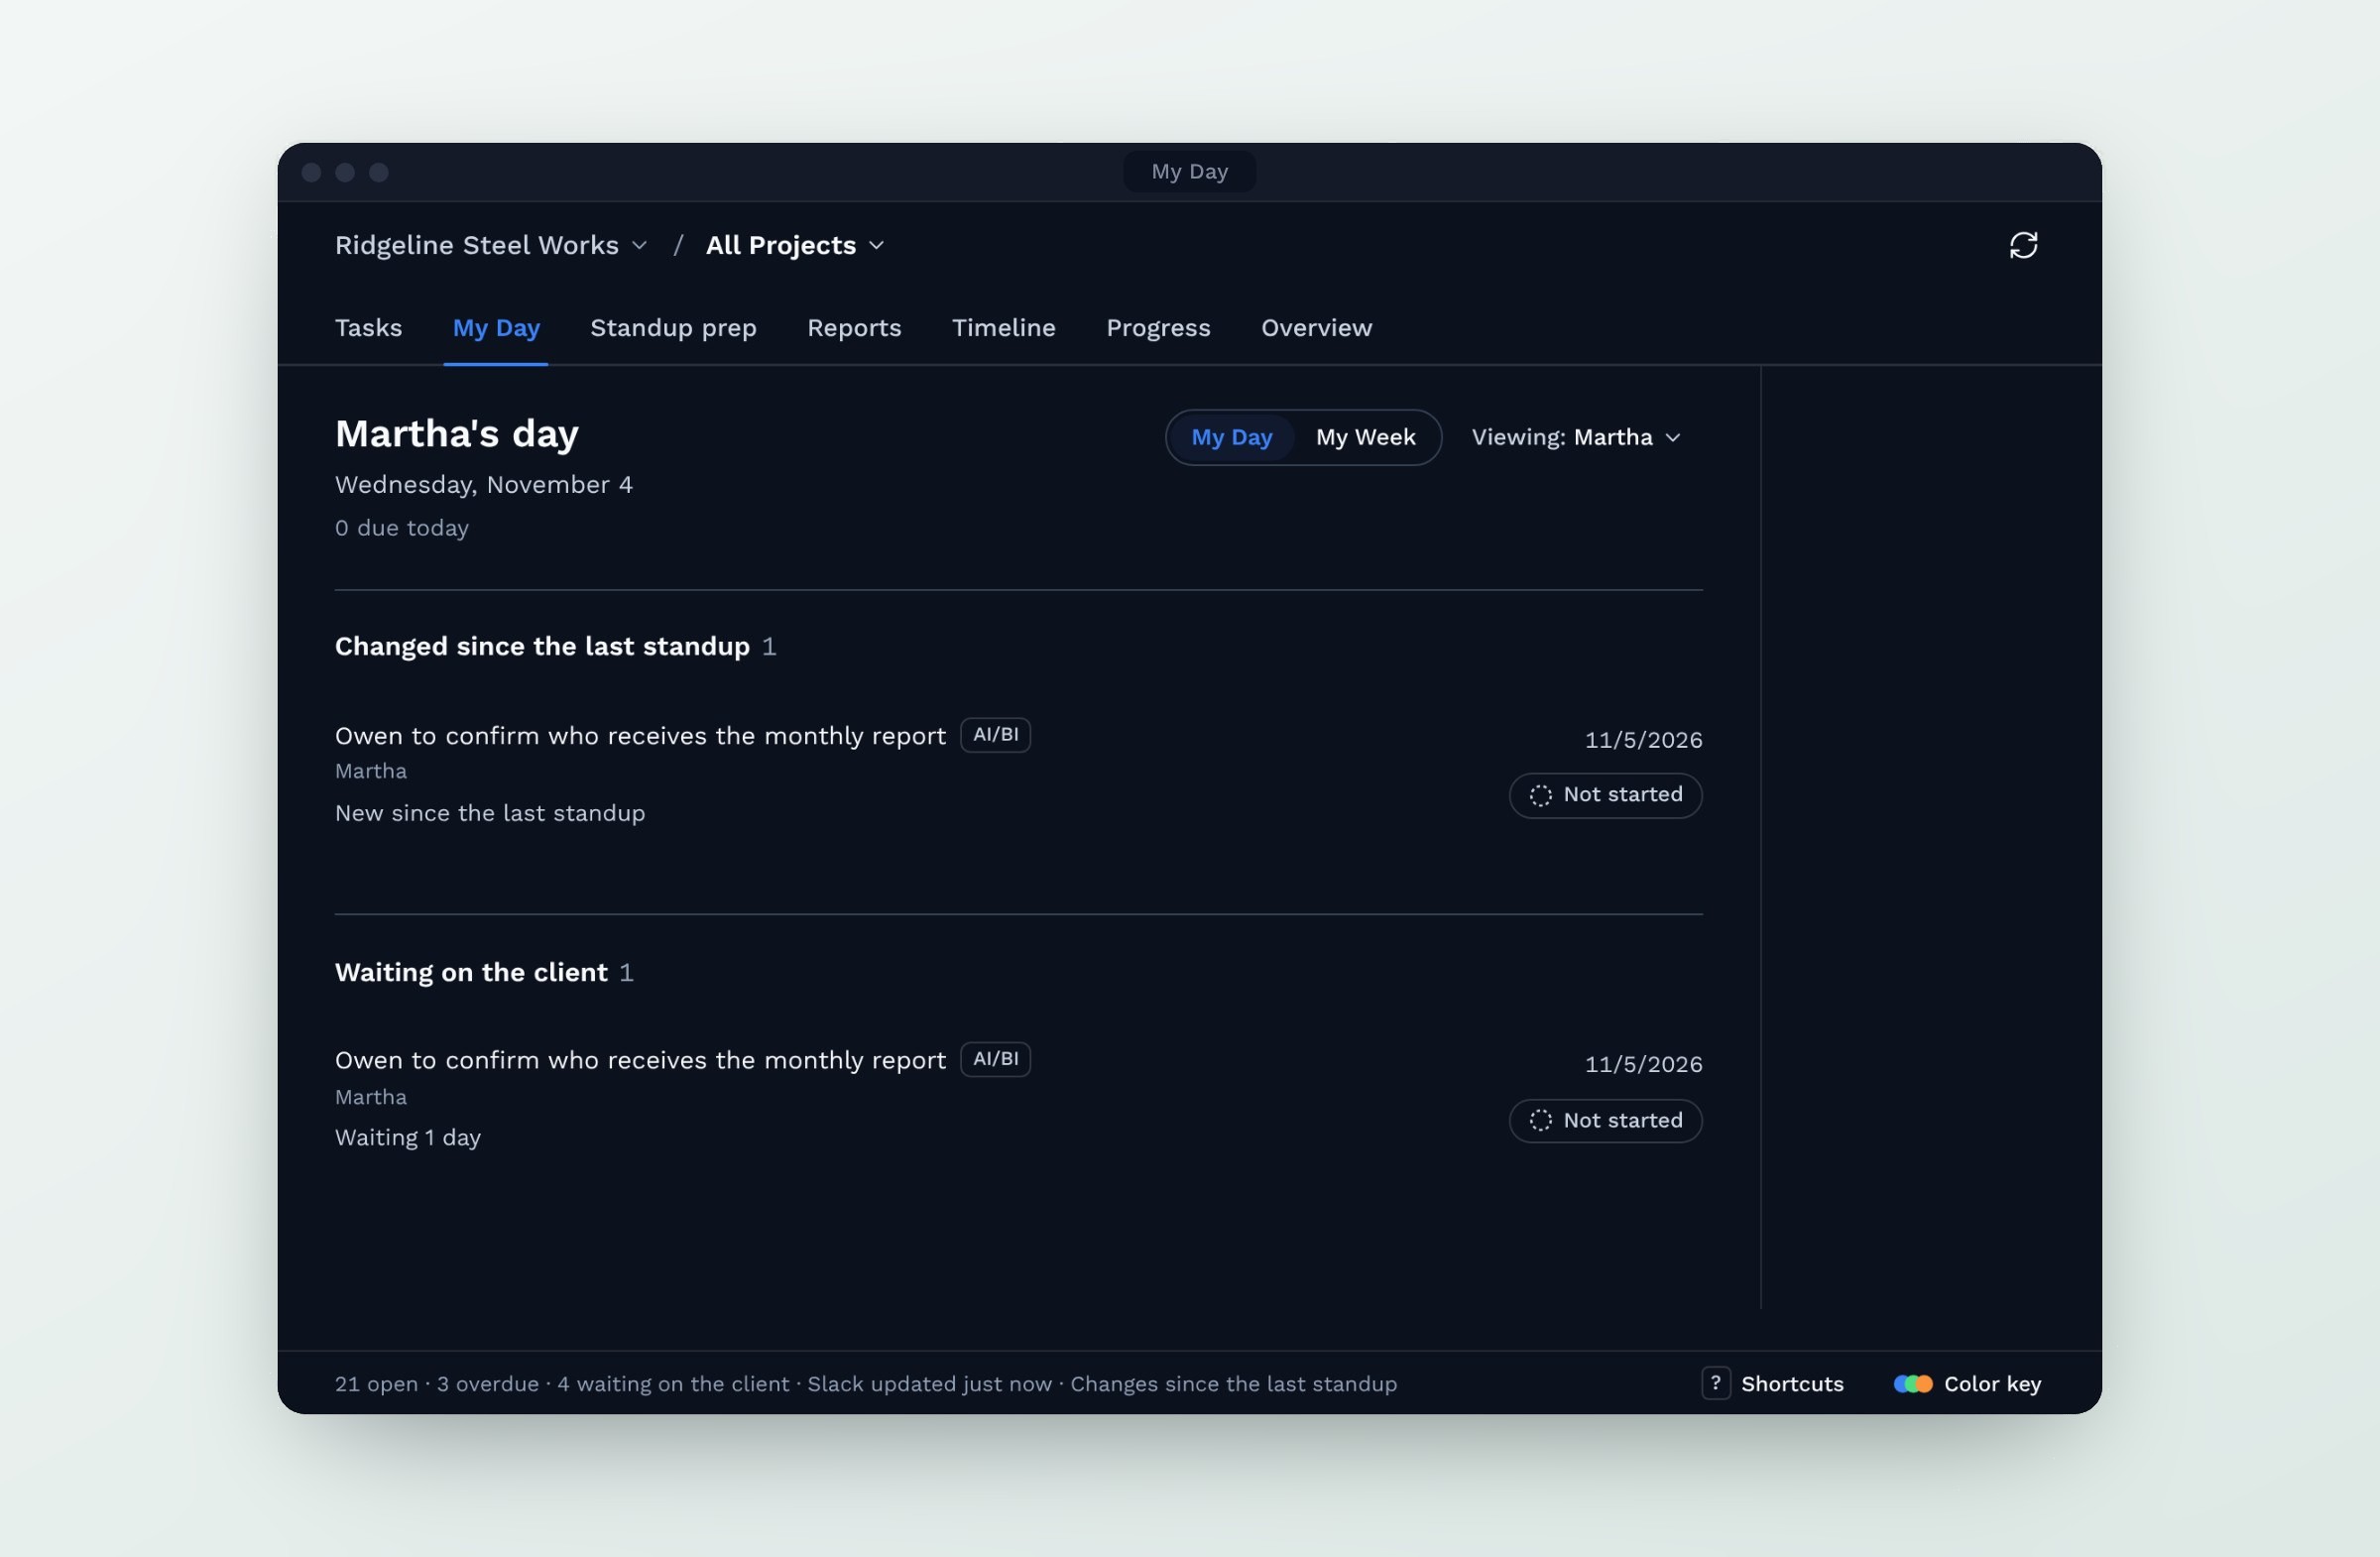 My Day
Ridgeline Steel Works / All Projects
Tasks My Day Standup prep Reports Timeline Progress Overview
Martha's day
My Day My Week Viewing: Martha
Wednesday, November 4
0 due today
Changed since the last standup 1
Owen to confirm who receives the monthly report AI/BI 11/5/2026
Martha
Not started
New since the last standup
Waiting on the client 1
Owen to confirm who receives the monthly report AI/BI 11/5/2026
Martha
Not started
Waiting 1 day
21 open · 3 overdue · 4 waiting on the client · Slack updated just now · Changes since the last standup
? Shortcuts Color key